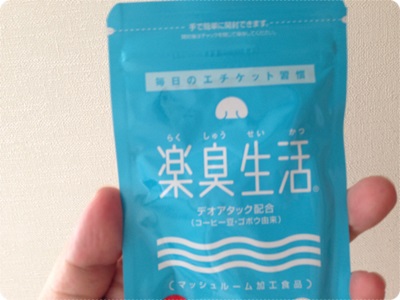 手で簡単に開封できます。
毎日のエチケット習慣
らく しゅう せい かつ
楽臭生活®
デオアタック配合
(コーヒー豆・ゴボウ由来)
(マッシュルーム加工食品)